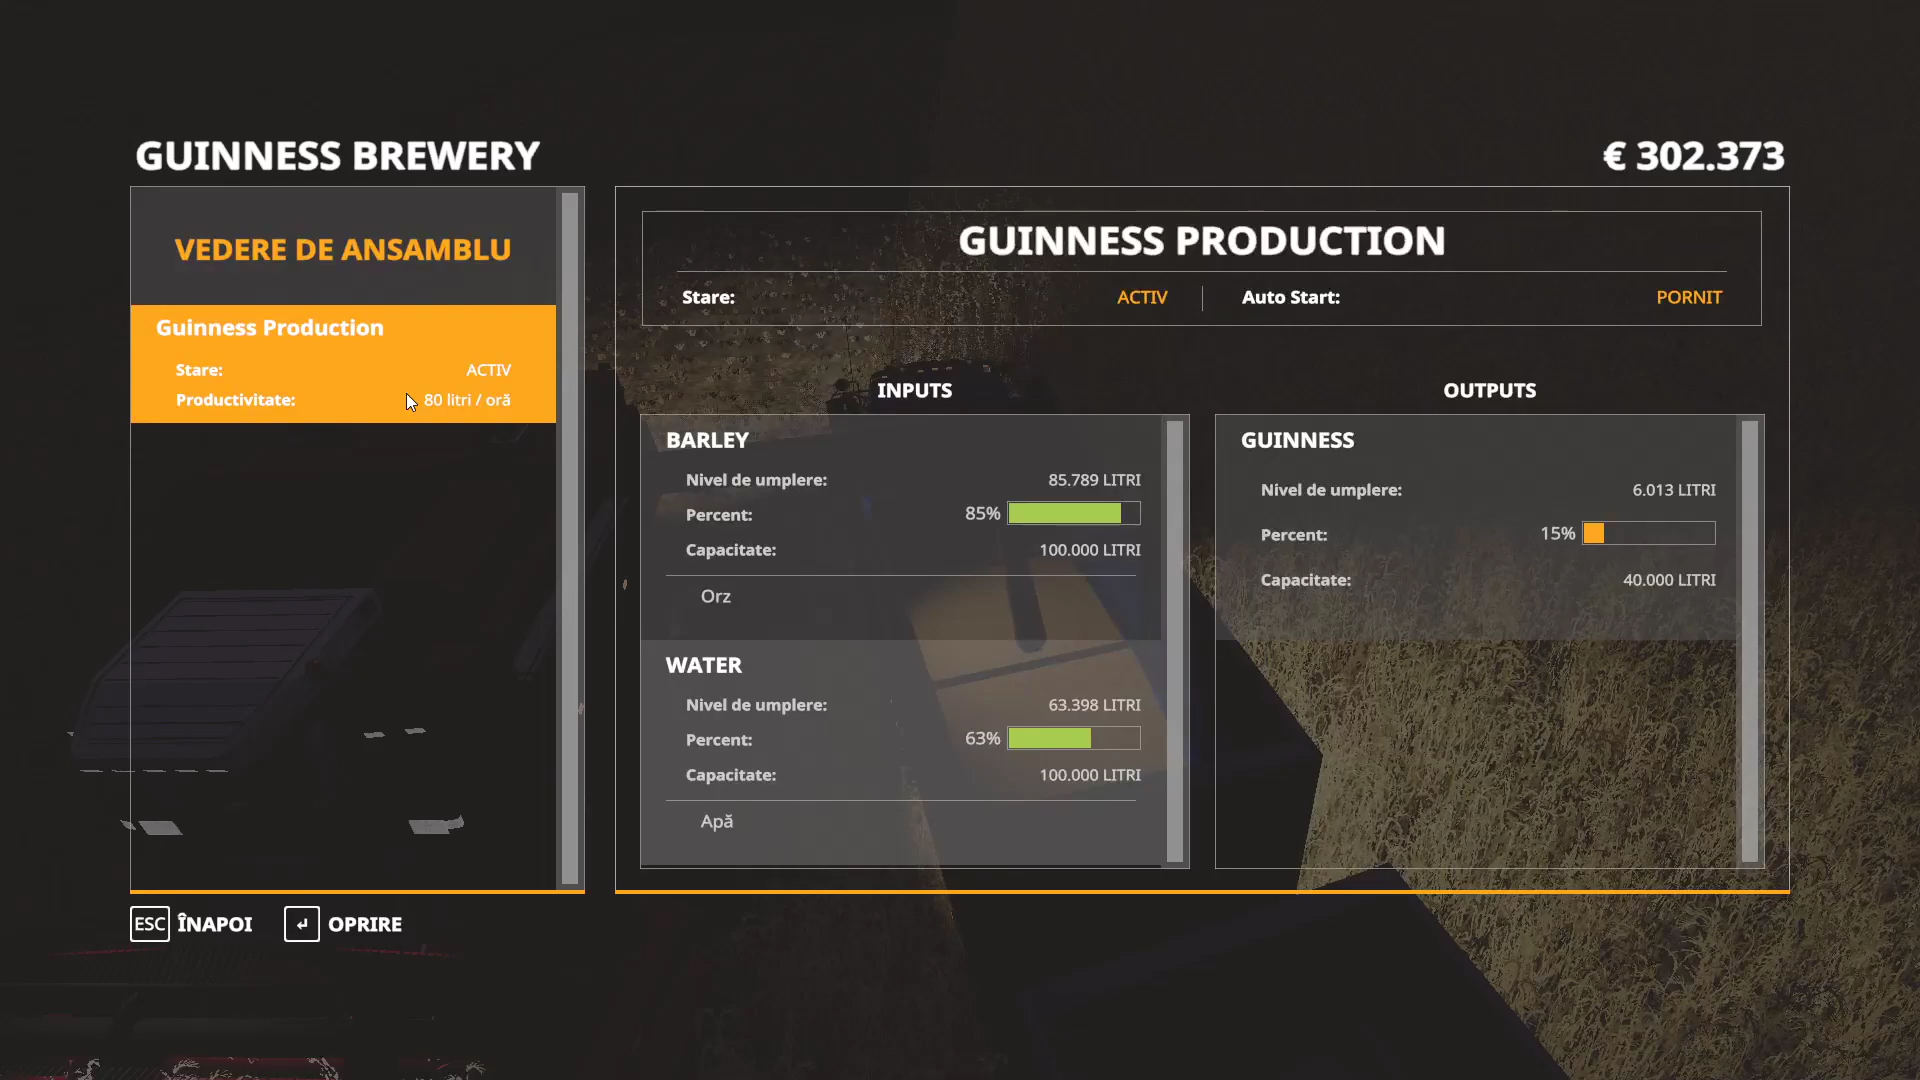 GUINNESS BREWERY
€ 302.373
VEDERE DE ANSAMBLU
Guinness Production
Stare: ACTIV
Productivitate: 80 litri / oră
GUINNESS PRODUCTION
Stare: ACTIV
Auto Start: PORNIT
INPUTS
BARLEY
Nivel de umplere: 85.789 LITRI
Percent: 85%
Capacitate: 100.000 LITRI
Orz
WATER
Nivel de umplere: 63.398 LITRI
Percent: 63%
Capacitate: 100.000 LITRI
Apă
OUTPUTS
GUINNESS
Nivel de umplere: 6.013 LITRI
Percent: 15%
Capacitate: 40.000 LITRI
ESC ÎNAPOI
↵ OPRIRE